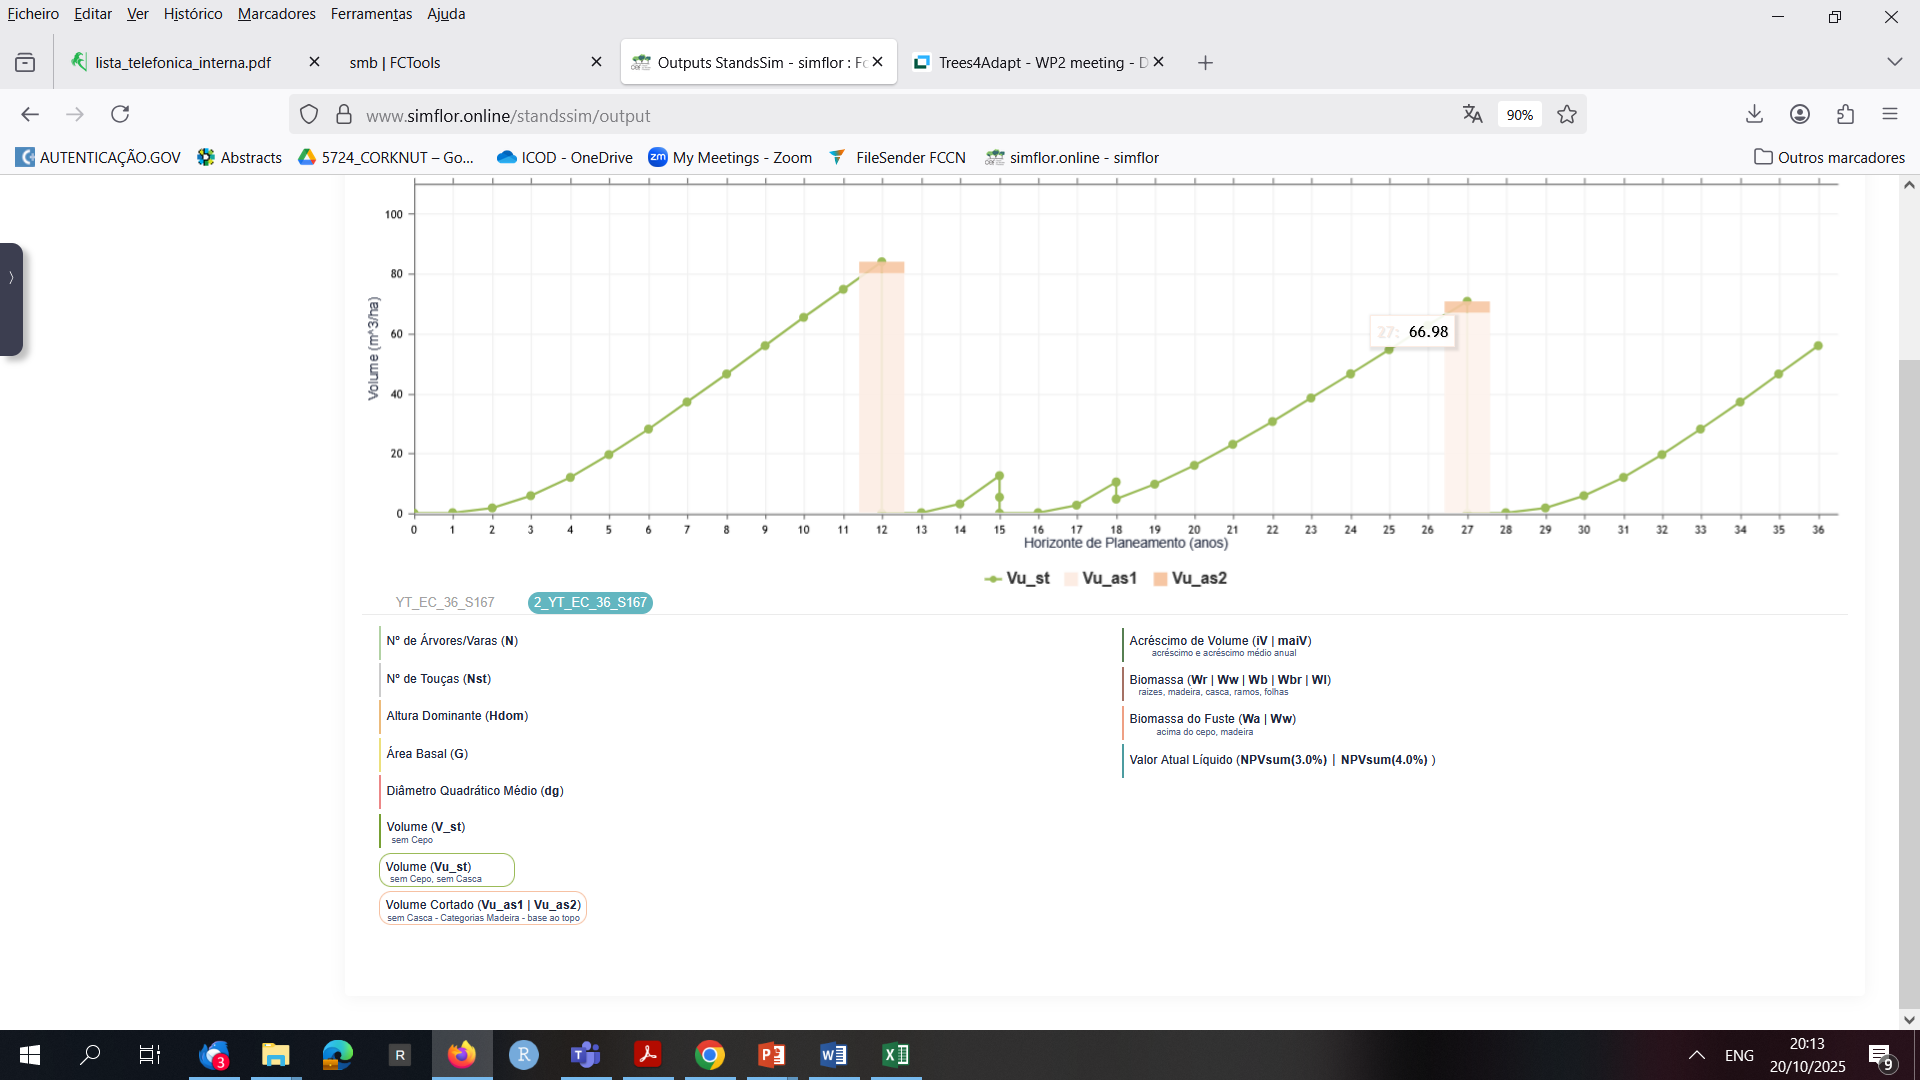 Ficheiro Editar Ver Histórico Marcadores Ferramentas Ajuda
lista_telefonica_interna.pdf
smb | FCTools
Outputs StandsSim - simflor : Fo
Trees4Adapt - WP2 meeting - D
www.simflor.online/standssim/output
90%
AUTENTICAÇÃO.GOV
Abstracts
5724_CORKNUT – Go...
ICOD - OneDrive
zm My Meetings - Zoom
FileSender FCCN
simflor.online - simflor
Outros marcadores
100
80
60
40
20
0
Volume (m^3/ha)
27: 66.98
0 1 2 3 4 5 6 7 8 9 10 11 12 13 14 15 16 17 18 19 20 21 22 23 24 25 26 27 28 29 30 31 32 33 34 35 36
Horizonte de Planeamento (anos)
Vu_st Vu_as1 Vu_as2
YT_EC_36_S167
2_YT_EC_36_S167
Nº de Árvores/Varas (N)
Nº de Touças (Nst)
Altura Dominante (Hdom)
Área Basal (G)
Diâmetro Quadrático Médio (dg)
Volume (V_st)
sem Cepo
Volume (Vu_st)
sem Cepo, sem Casca
Volume Cortado (Vu_as1 | Vu_as2)
sem Casca - Categorias Madeira - base ao topo
Acréscimo de Volume (iV | maiV)
acréscimo e acréscimo médio anual
Biomassa (Wr | Ww | Wb | Wbr | Wl)
raizes, madeira, casca, ramos, folhas
Biomassa do Fuste (Wa | Ww)
acima do cepo, madeira
Valor Atual Líquido (NPVsum(3.0%) | NPVsum(4.0%) )
3
R
R
ENG
20:13
20/10/2025
9